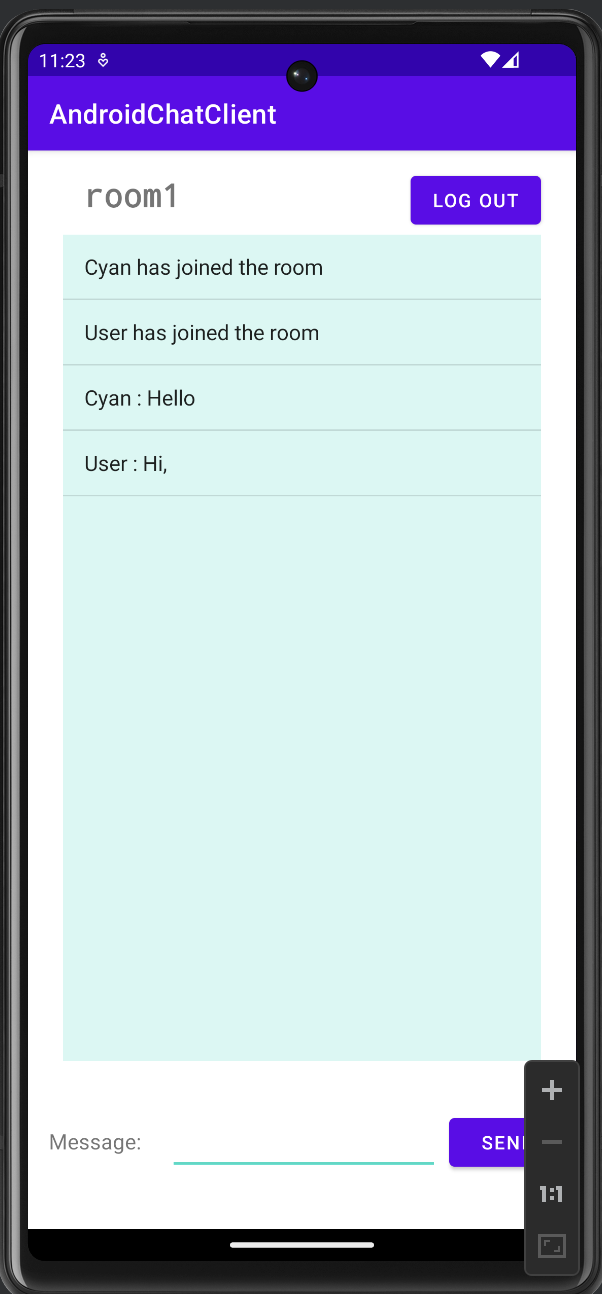 11:23
AndroidChatClient
room1
LOG OUT
Cyan has joined the room
User has joined the room
Cyan : Hello
User : Hi,
Message:
SEN
1:1